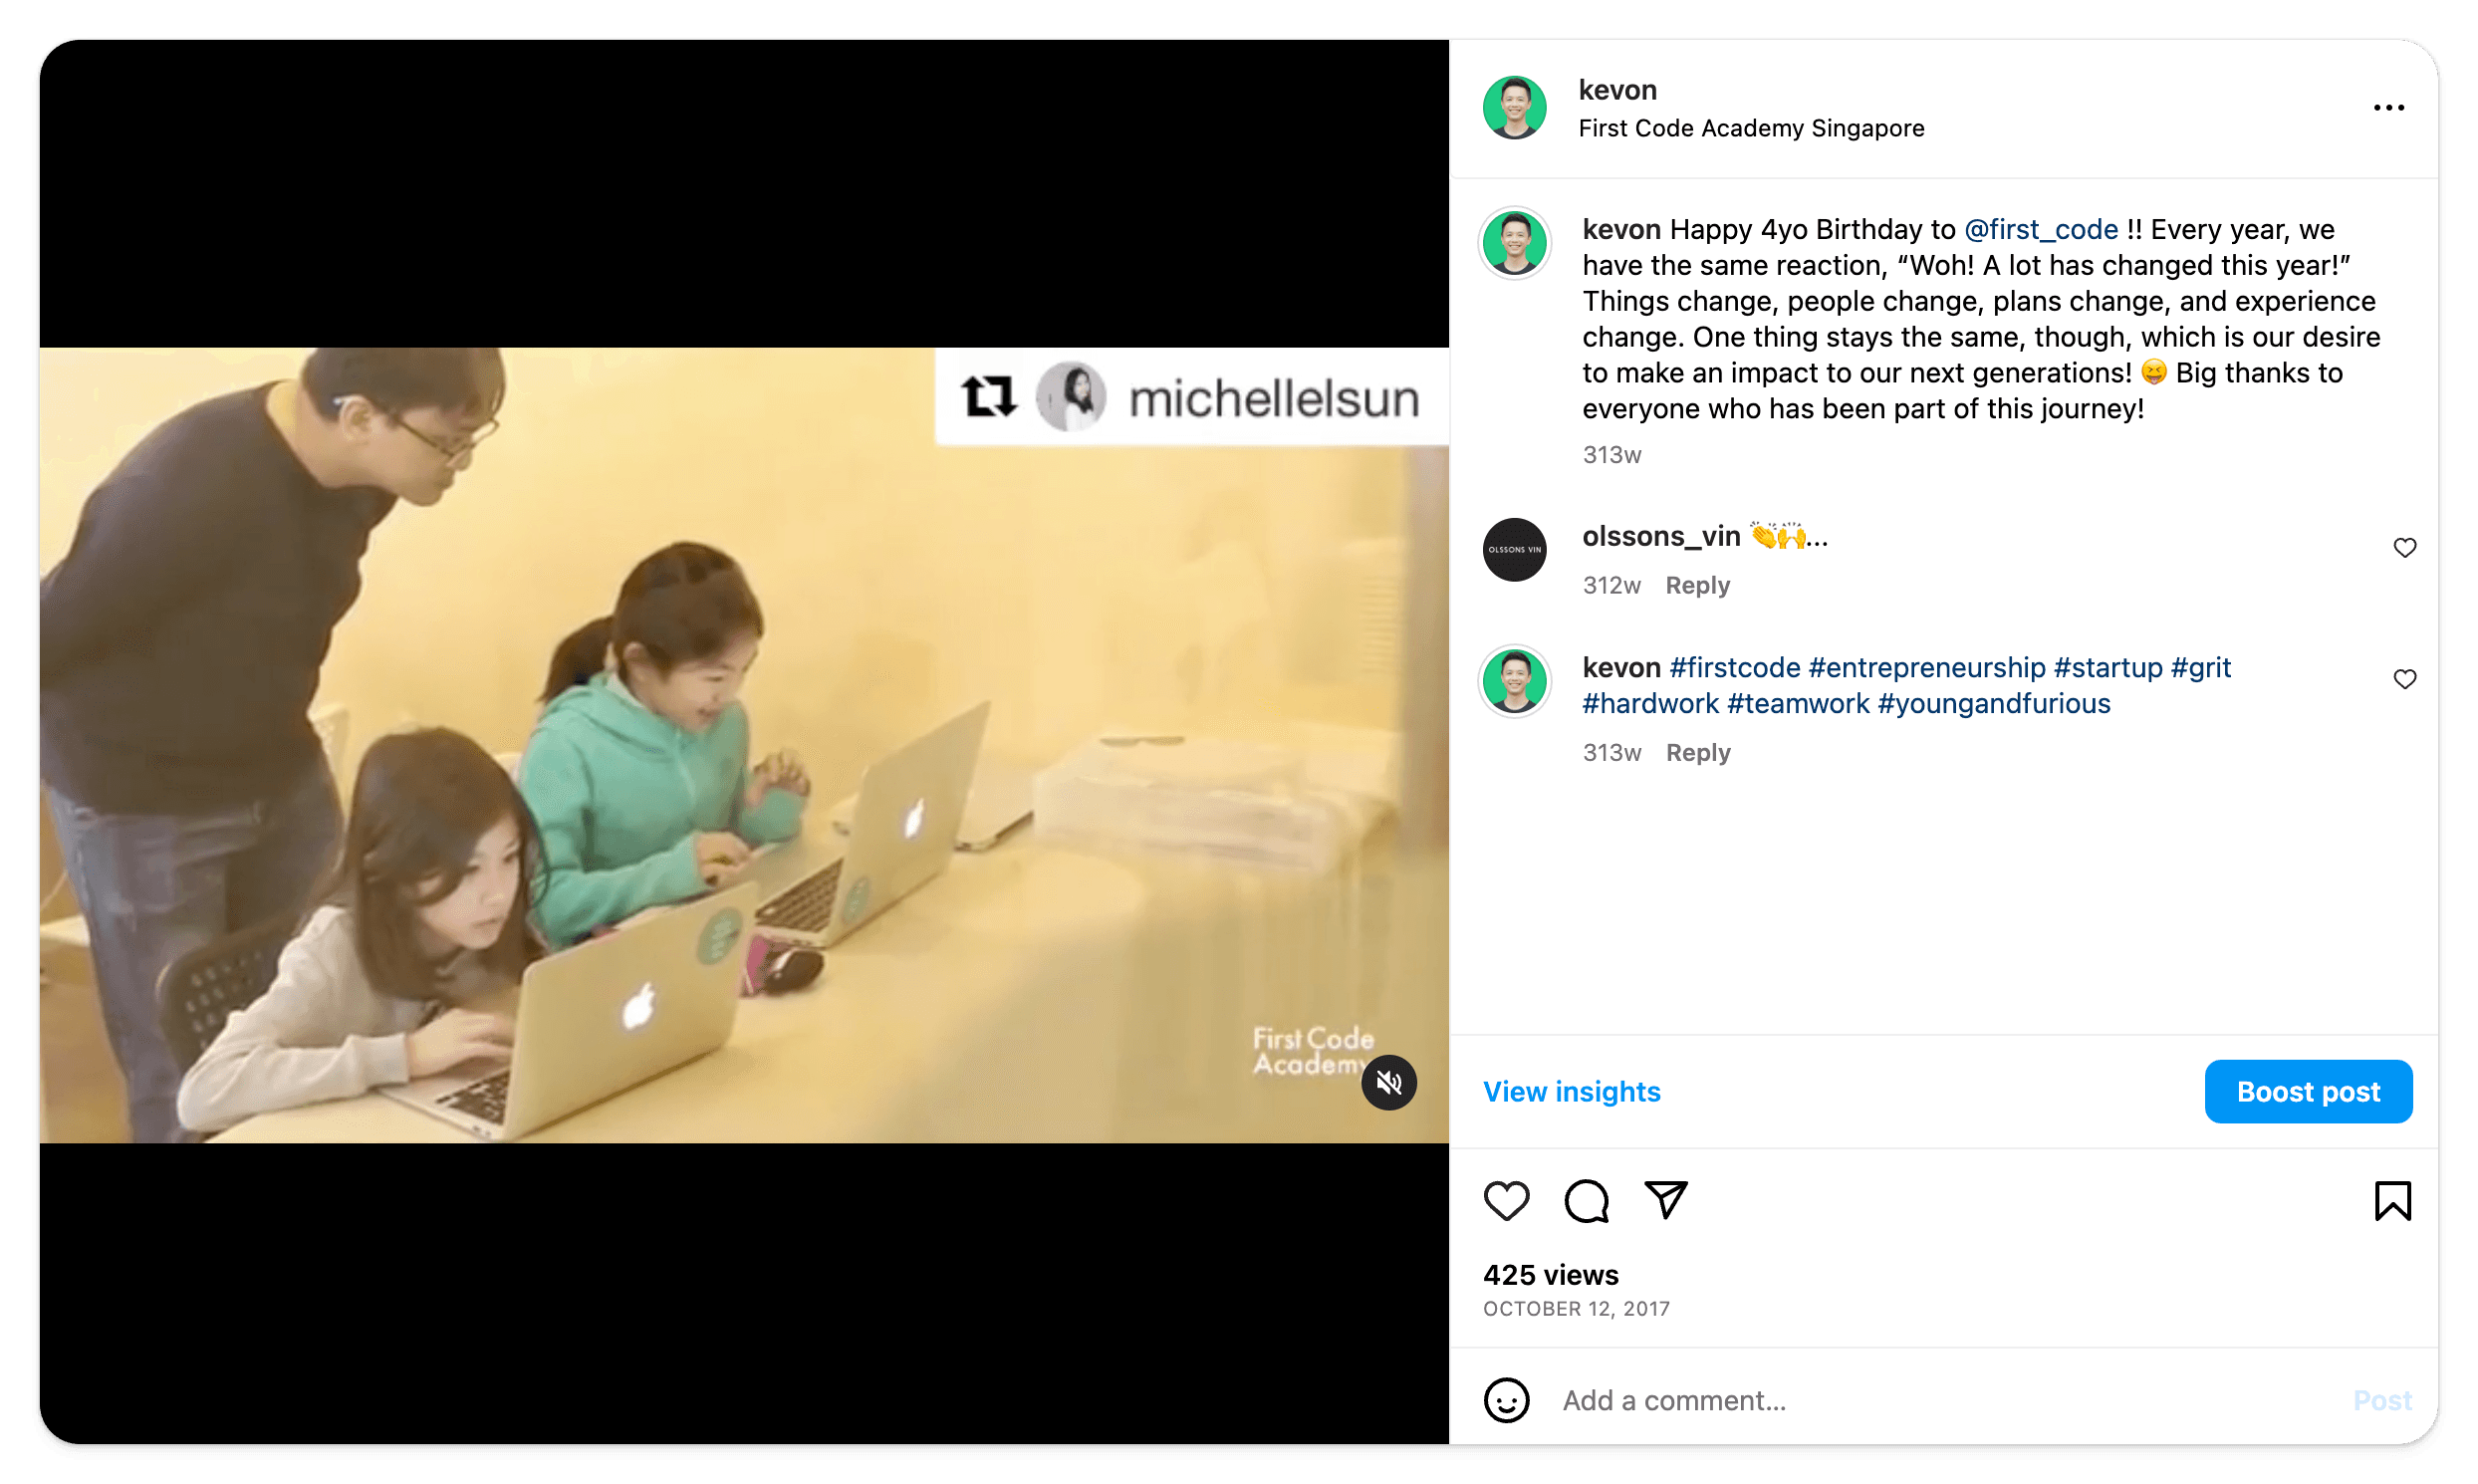 michellelsun
First Code
Academy
kevon
First Code Academy Singapore
kevon Happy 4yo Birthday to @first_code !! Every year, we
have the same reaction, “Woh! A lot has changed this year!”
Things change, people change, plans change, and experience
change. One thing stays the same, though, which is our desire
to make an impact to our next generations! 😝 Big thanks to
everyone who has been part of this journey!
313w
OLSSONS VIN
olssons_vin 👏🙌...
312w Reply
kevon #firstcode #entrepreneurship #startup #grit
#hardwork #teamwork #youngandfurious
313w Reply
View insights
Boost post
425 views
OCTOBER 12, 2017
Add a comment...
Post